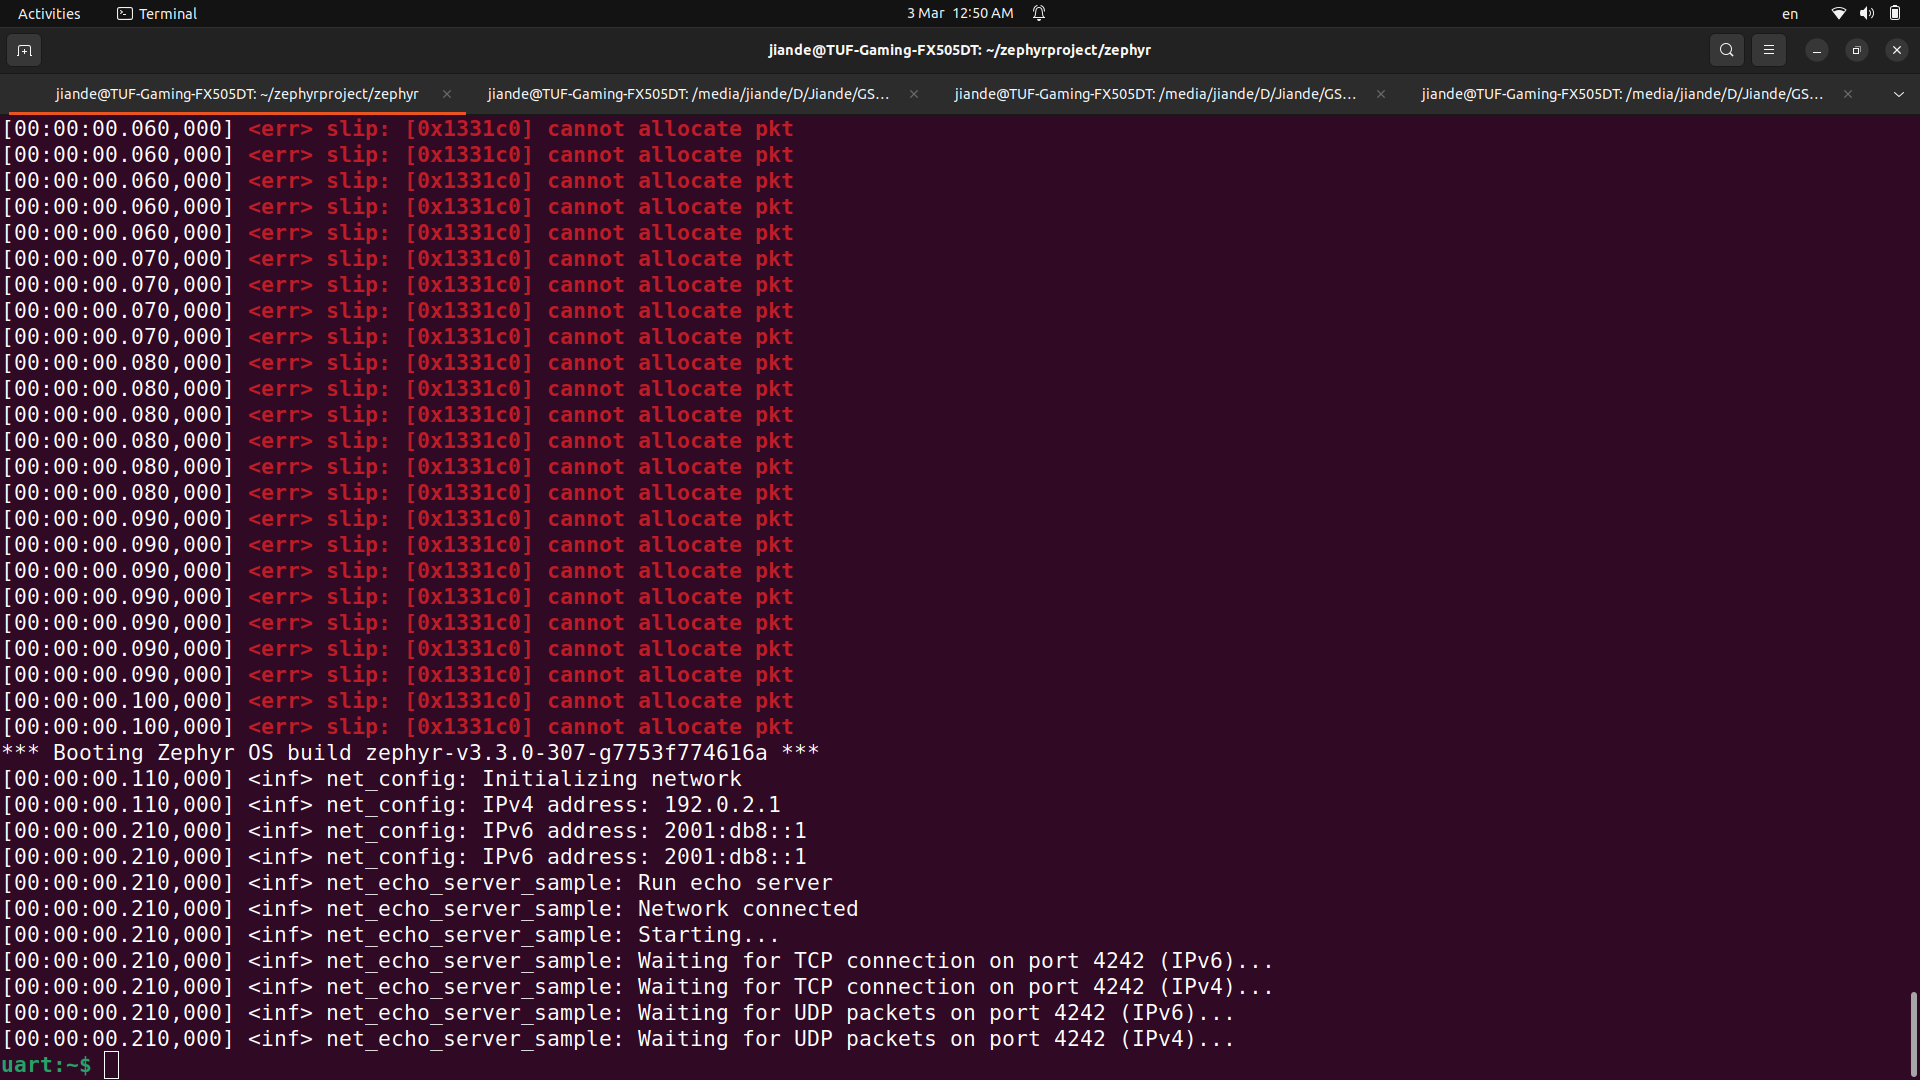 Activities Terminal 3 Mar 12:50 AM en
jiande@TUF-Gaming-FX505DT: ~/zephyrproject/zephyr
jiande@TUF-Gaming-FX505DT: ~/zephyrproject/zephyr × jiande@TUF-Gaming-FX505DT: /media/jiande/D/Jiande/GS... × jiande@TUF-Gaming-FX505DT: /media/jiande/D/Jiande/GS... × jiande@TUF-Gaming-FX505DT: /media/jiande/D/Jiande/GS... ×
[00:00:00.060,000] <err> slip: [0x1331c0] cannot allocate pkt
[00:00:00.060,000] <err> slip: [0x1331c0] cannot allocate pkt
[00:00:00.060,000] <err> slip: [0x1331c0] cannot allocate pkt
[00:00:00.060,000] <err> slip: [0x1331c0] cannot allocate pkt
[00:00:00.060,000] <err> slip: [0x1331c0] cannot allocate pkt
[00:00:00.070,000] <err> slip: [0x1331c0] cannot allocate pkt
[00:00:00.070,000] <err> slip: [0x1331c0] cannot allocate pkt
[00:00:00.070,000] <err> slip: [0x1331c0] cannot allocate pkt
[00:00:00.070,000] <err> slip: [0x1331c0] cannot allocate pkt
[00:00:00.080,000] <err> slip: [0x1331c0] cannot allocate pkt
[00:00:00.080,000] <err> slip: [0x1331c0] cannot allocate pkt
[00:00:00.080,000] <err> slip: [0x1331c0] cannot allocate pkt
[00:00:00.080,000] <err> slip: [0x1331c0] cannot allocate pkt
[00:00:00.080,000] <err> slip: [0x1331c0] cannot allocate pkt
[00:00:00.080,000] <err> slip: [0x1331c0] cannot allocate pkt
[00:00:00.090,000] <err> slip: [0x1331c0] cannot allocate pkt
[00:00:00.090,000] <err> slip: [0x1331c0] cannot allocate pkt
[00:00:00.090,000] <err> slip: [0x1331c0] cannot allocate pkt
[00:00:00.090,000] <err> slip: [0x1331c0] cannot allocate pkt
[00:00:00.090,000] <err> slip: [0x1331c0] cannot allocate pkt
[00:00:00.090,000] <err> slip: [0x1331c0] cannot allocate pkt
[00:00:00.090,000] <err> slip: [0x1331c0] cannot allocate pkt
[00:00:00.100,000] <err> slip: [0x1331c0] cannot allocate pkt
[00:00:00.100,000] <err> slip: [0x1331c0] cannot allocate pkt
*** Booting Zephyr OS build zephyr-v3.3.0-307-g7753f774616a ***
[00:00:00.110,000] <inf> net_config: Initializing network
[00:00:00.110,000] <inf> net_config: IPv4 address: 192.0.2.1
[00:00:00.210,000] <inf> net_config: IPv6 address: 2001:db8::1
[00:00:00.210,000] <inf> net_config: IPv6 address: 2001:db8::1
[00:00:00.210,000] <inf> net_echo_server_sample: Run echo server
[00:00:00.210,000] <inf> net_echo_server_sample: Network connected
[00:00:00.210,000] <inf> net_echo_server_sample: Starting...
[00:00:00.210,000] <inf> net_echo_server_sample: Waiting for TCP connection on port 4242 (IPv6)...
[00:00:00.210,000] <inf> net_echo_server_sample: Waiting for TCP connection on port 4242 (IPv4)...
[00:00:00.210,000] <inf> net_echo_server_sample: Waiting for UDP packets on port 4242 (IPv6)...
[00:00:00.210,000] <inf> net_echo_server_sample: Waiting for UDP packets on port 4242 (IPv4)...
uart:~$